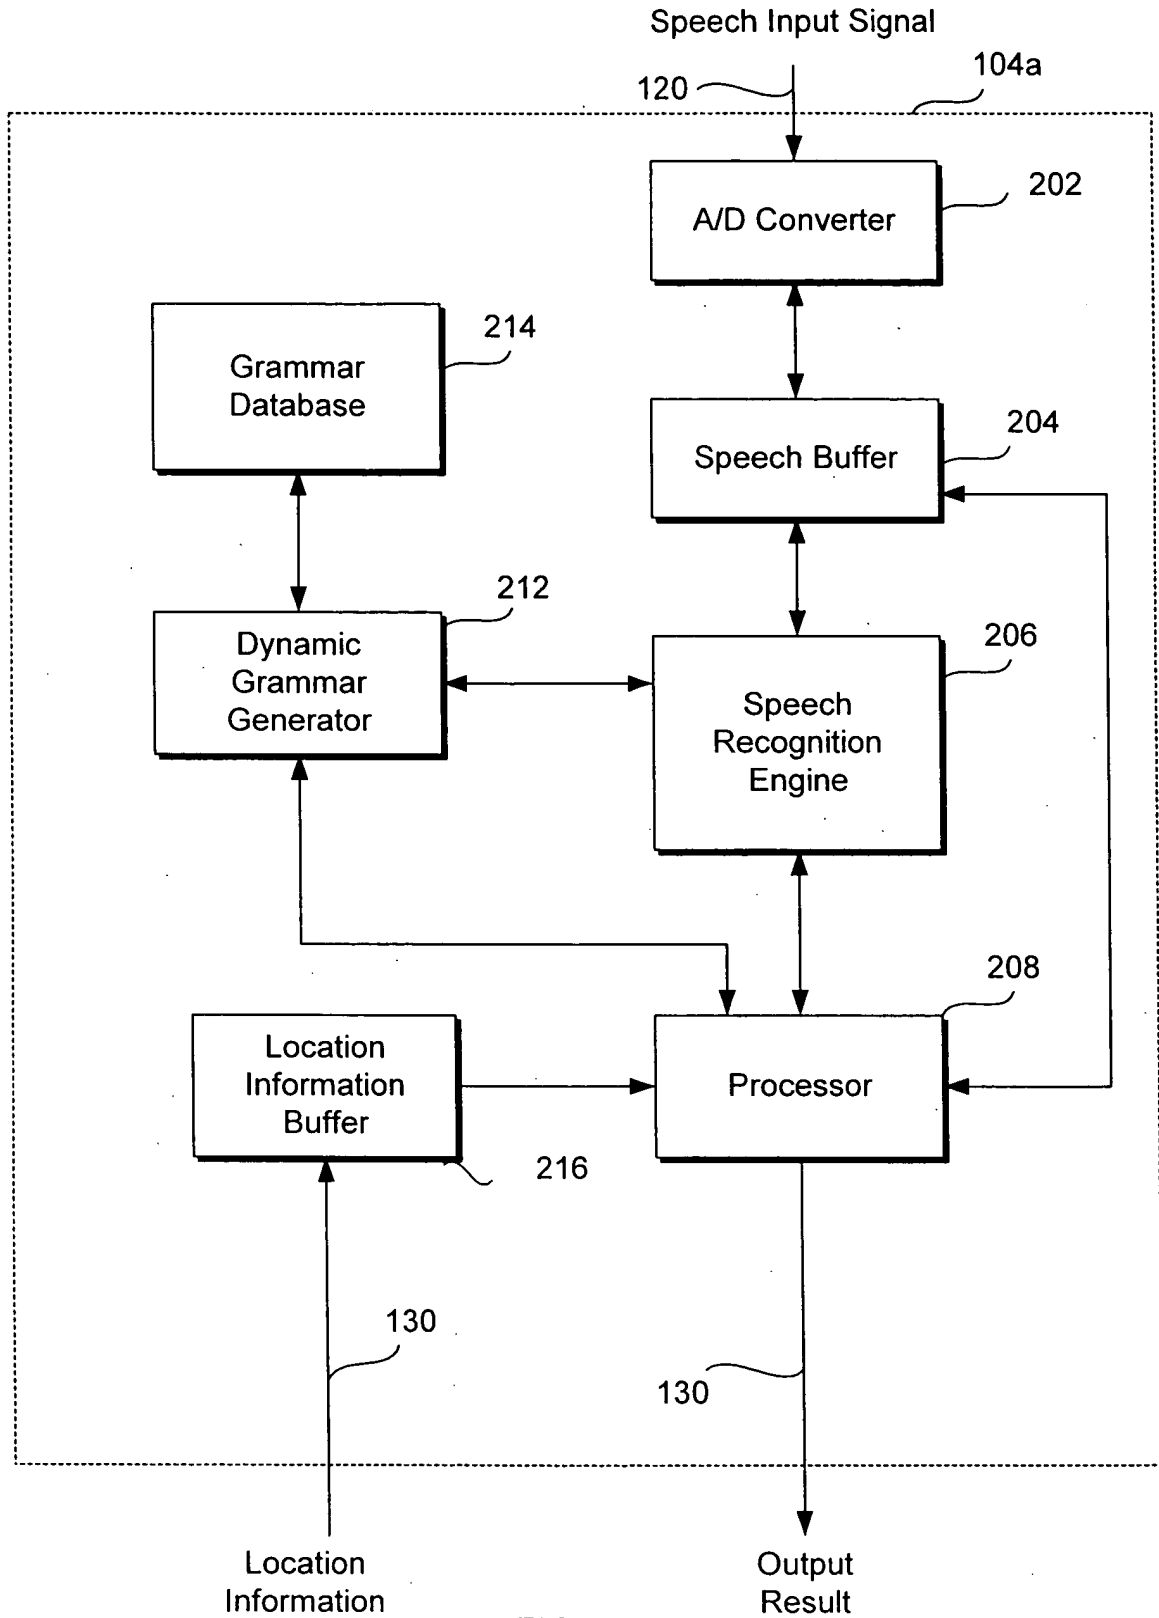 Speech Input Signal
120
104a
A/D Converter
202
Grammar
Database
214
Speech Buffer
204
Dynamic
Grammar
Generator
212
Speech
Recognition
Engine
206
Location
Information
Buffer
216
Processor
208
130
130
Location
Information
Output
Result